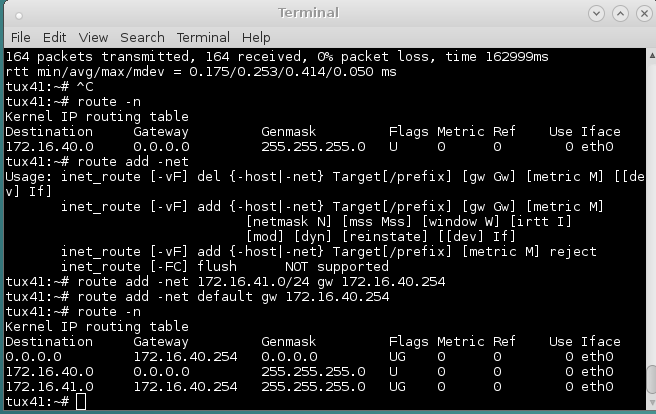 Terminal
File Edit View Search Terminal Help
164 packets transmitted, 164 received, 0% packet loss, time 162999ms
rtt min/avg/max/mdev = 0.175/0.253/0.414/0.050 ms
tux41:~# ^C
tux41:~# route -n
Kernel IP routing table
Destination     Gateway         Genmask         Flags Metric Ref    Use Iface
172.16.40.0     0.0.0.0         255.255.255.0   U     0      0        0 eth0
tux41:~# route add -net
Usage: inet_route [-vF] del {-host|-net} Target[/prefix] [gw Gw] [metric M] [[de
v] If]
       inet_route [-vF] add {-host|-net} Target[/prefix] [gw Gw] [metric M]
                              [netmask N] [mss Mss] [window W] [irtt I]
                              [mod] [dyn] [reinstate] [[dev] If]
       inet_route [-vF] add {-host|-net} Target[/prefix] [metric M] reject
       inet_route [-FC] flush      NOT supported
tux41:~# route add -net 172.16.41.0/24 gw 172.16.40.254
tux41:~# route add -net default gw 172.16.40.254
tux41:~# route -n
Kernel IP routing table
Destination     Gateway         Genmask         Flags Metric Ref    Use Iface
0.0.0.0         172.16.40.254   0.0.0.0         UG    0      0        0 eth0
172.16.40.0     0.0.0.0         255.255.255.0   U     0      0        0 eth0
172.16.41.0     172.16.40.254   255.255.255.0   UG    0      0        0 eth0
tux41:~#